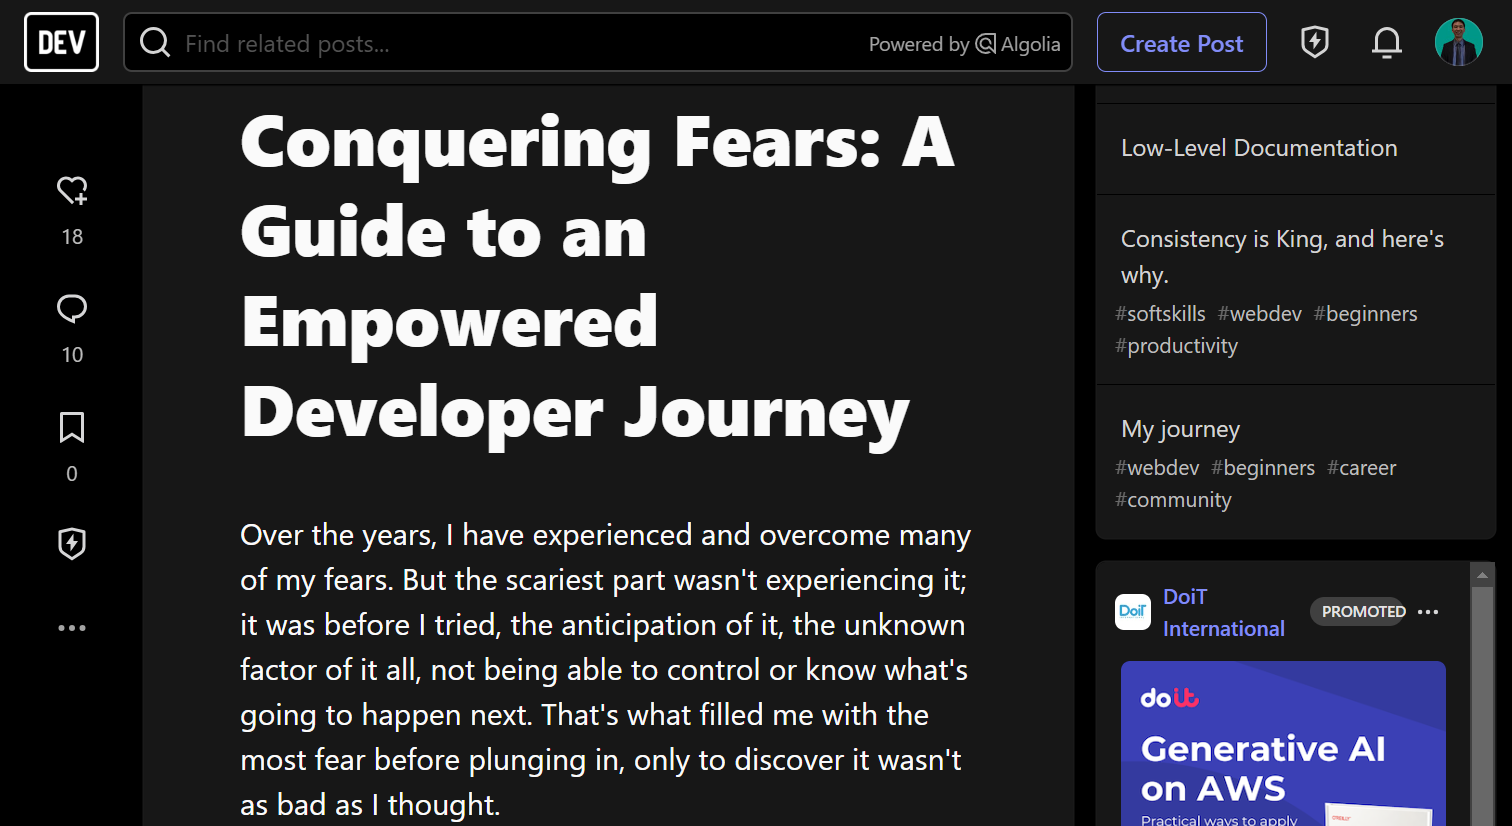 DEV
Find related posts...
Powered by Algolia
Create Post
18
10
0
Conquering Fears: A
Guide to an
Empowered
Developer Journey
Over the years, I have experienced and overcome many
of my fears. But the scariest part wasn't experiencing it;
it was before I tried, the anticipation of it, the unknown
factor of it all, not being able to control or know what's
going to happen next. That's what filled me with the
most fear before plunging in, only to discover it wasn't
as bad as I thought.
Low-Level Documentation
Consistency is King, and here's
why.
#softskills #webdev #beginners
#productivity
My journey
#webdev #beginners #career
#community
DoiT
DoiT
International
PROMOTED
doit
Generative AI
on AWS
Practical ways to apply